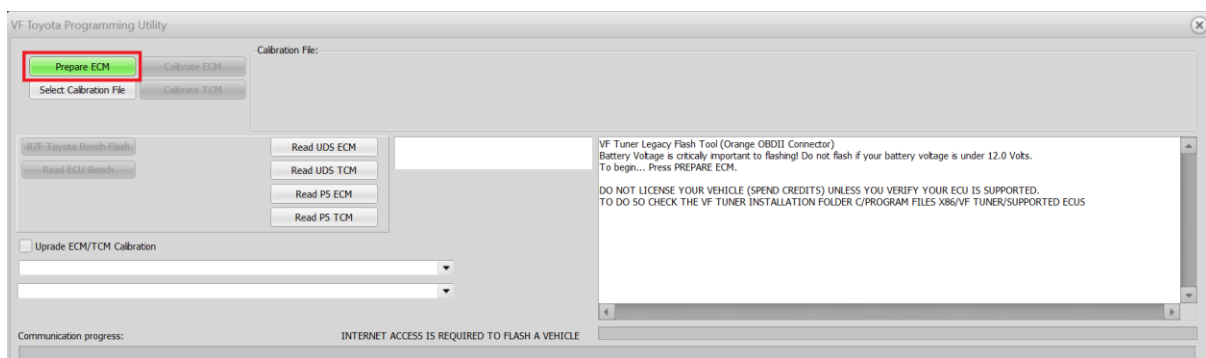 VF Toyota Programming Utility
Prepare ECM
Calibrate ECM
Calibration File:
Select Calibration File
Calibrate TCM
R7F Toyota Bench Flash
Read ECU Bench
Read UDS ECM
Read UDS TCM
Read P5 ECM
Read P5 TCM
VF Tuner Legacy Flash Tool (Orange OBDII Connector)
Battery Voltage is critically important to flashing! Do not flash if your battery voltage is under 12.0 Volts.
To begin... Press PREPARE ECM.
DO NOT LICENSE YOUR VEHICLE (SPEND CREDITS) UNLESS YOU VERIFY YOUR ECU IS SUPPORTED.
TO DO SO CHECK THE VF TUNER INSTALLATION FOLDER C/PROGRAM FILES X86/VF TUNER/SUPPORTED ECUS
Uprade ECM/TCM Calibration
Communication progress:
INTERNET ACCESS IS REQUIRED TO FLASH A VEHICLE